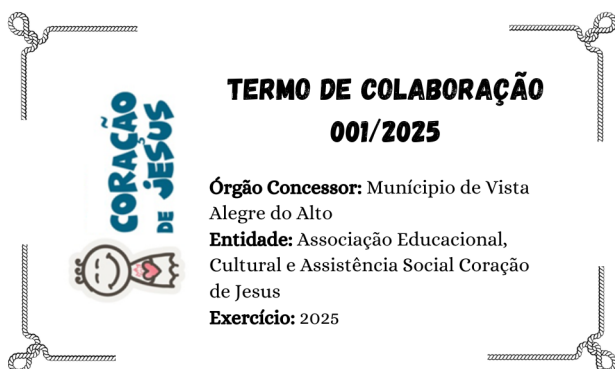 CORAÇÃO
DE JESUS
TERMO DE COLABORAÇÃO
001/2025
Órgão Concessor: Munícipio de Vista
Alegre do Alto
Entidade: Associação Educacional,
Cultural e Assistência Social Coração
de Jesus
Exercício: 2025